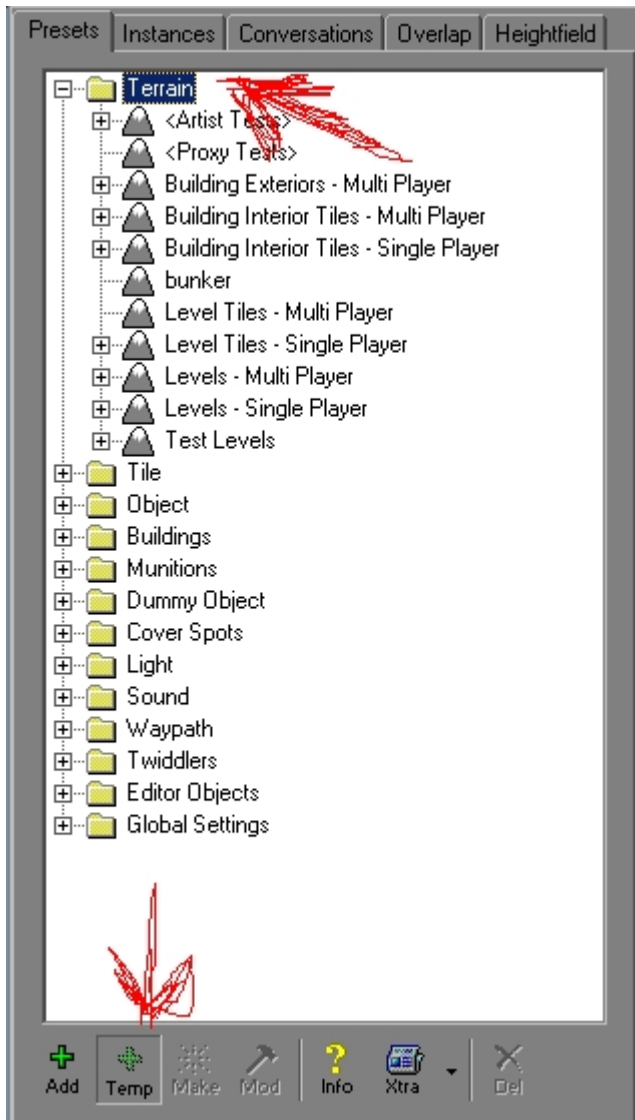 Presets Instances Conversations Overlap Heightfield
Terrain
<Artist Tests>
<Proxy Tests>
Building Exteriors - Multi Player
Building Interior Tiles - Multi Player
Building Interior Tiles - Single Player
bunker
Level Tiles - Multi Player
Level Tiles - Single Player
Levels - Multi Player
Levels - Single Player
Test Levels
Tile
Object
Buildings
Munitions
Dummy Object
Cover Spots
Light
Sound
Waypath
Twiddlers
Editor Objects
Global Settings
Add Temp Make Mod Info Xtra Del